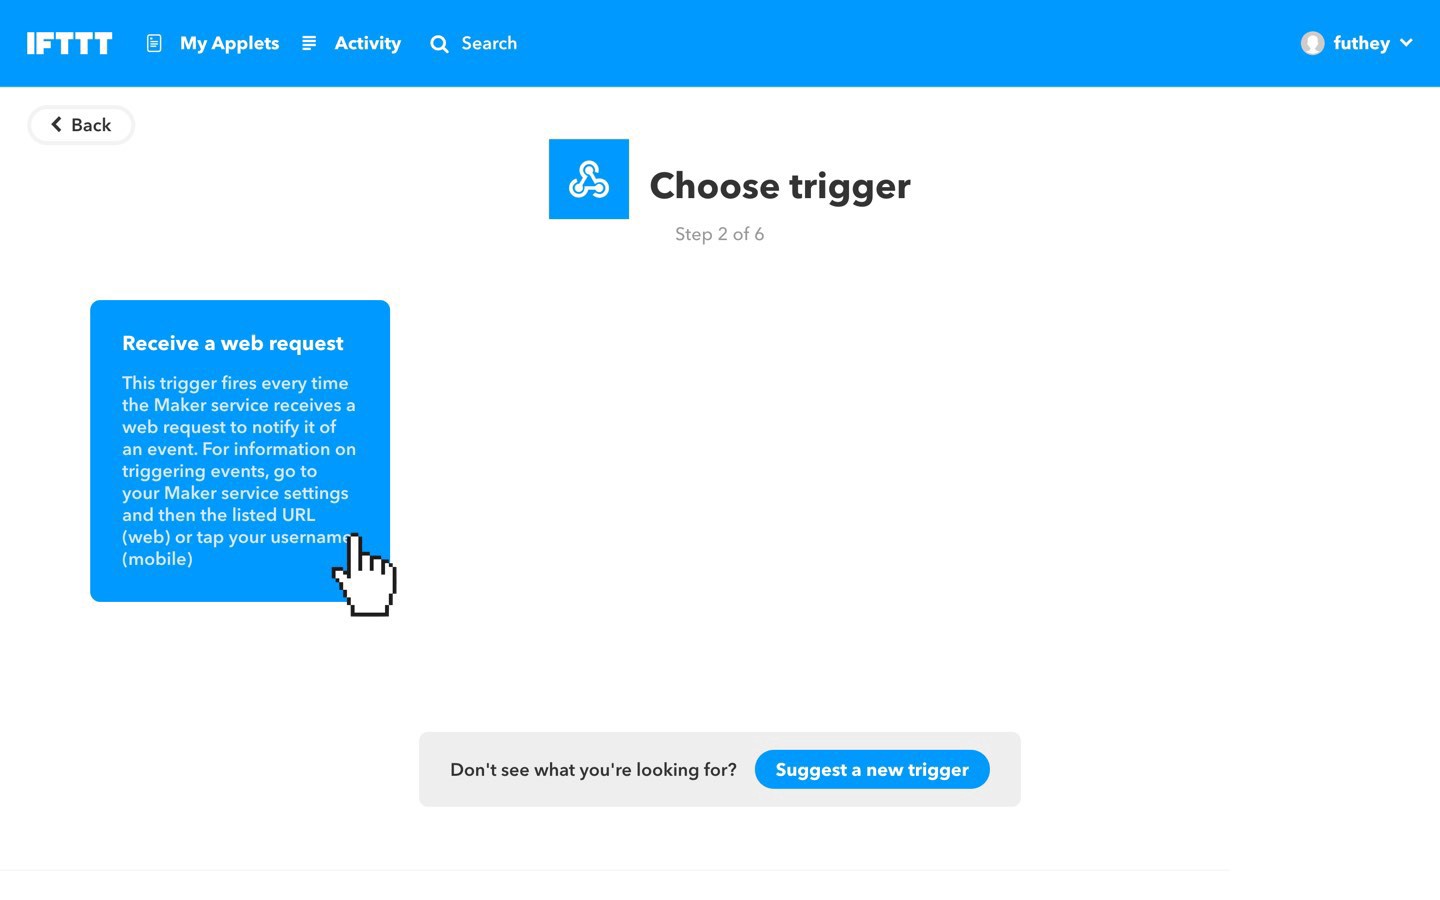 IFTTT My Applets Activity Search futhey
Back
Choose trigger
Step 2 of 6
Receive a web request
This trigger fires every time
the Maker service receives a
web request to notify it of
an event. For information on
triggering events, go to
your Maker service settings
and then the listed URL
(web) or tap your username
(mobile)
Don't see what you're looking for? Suggest a new trigger